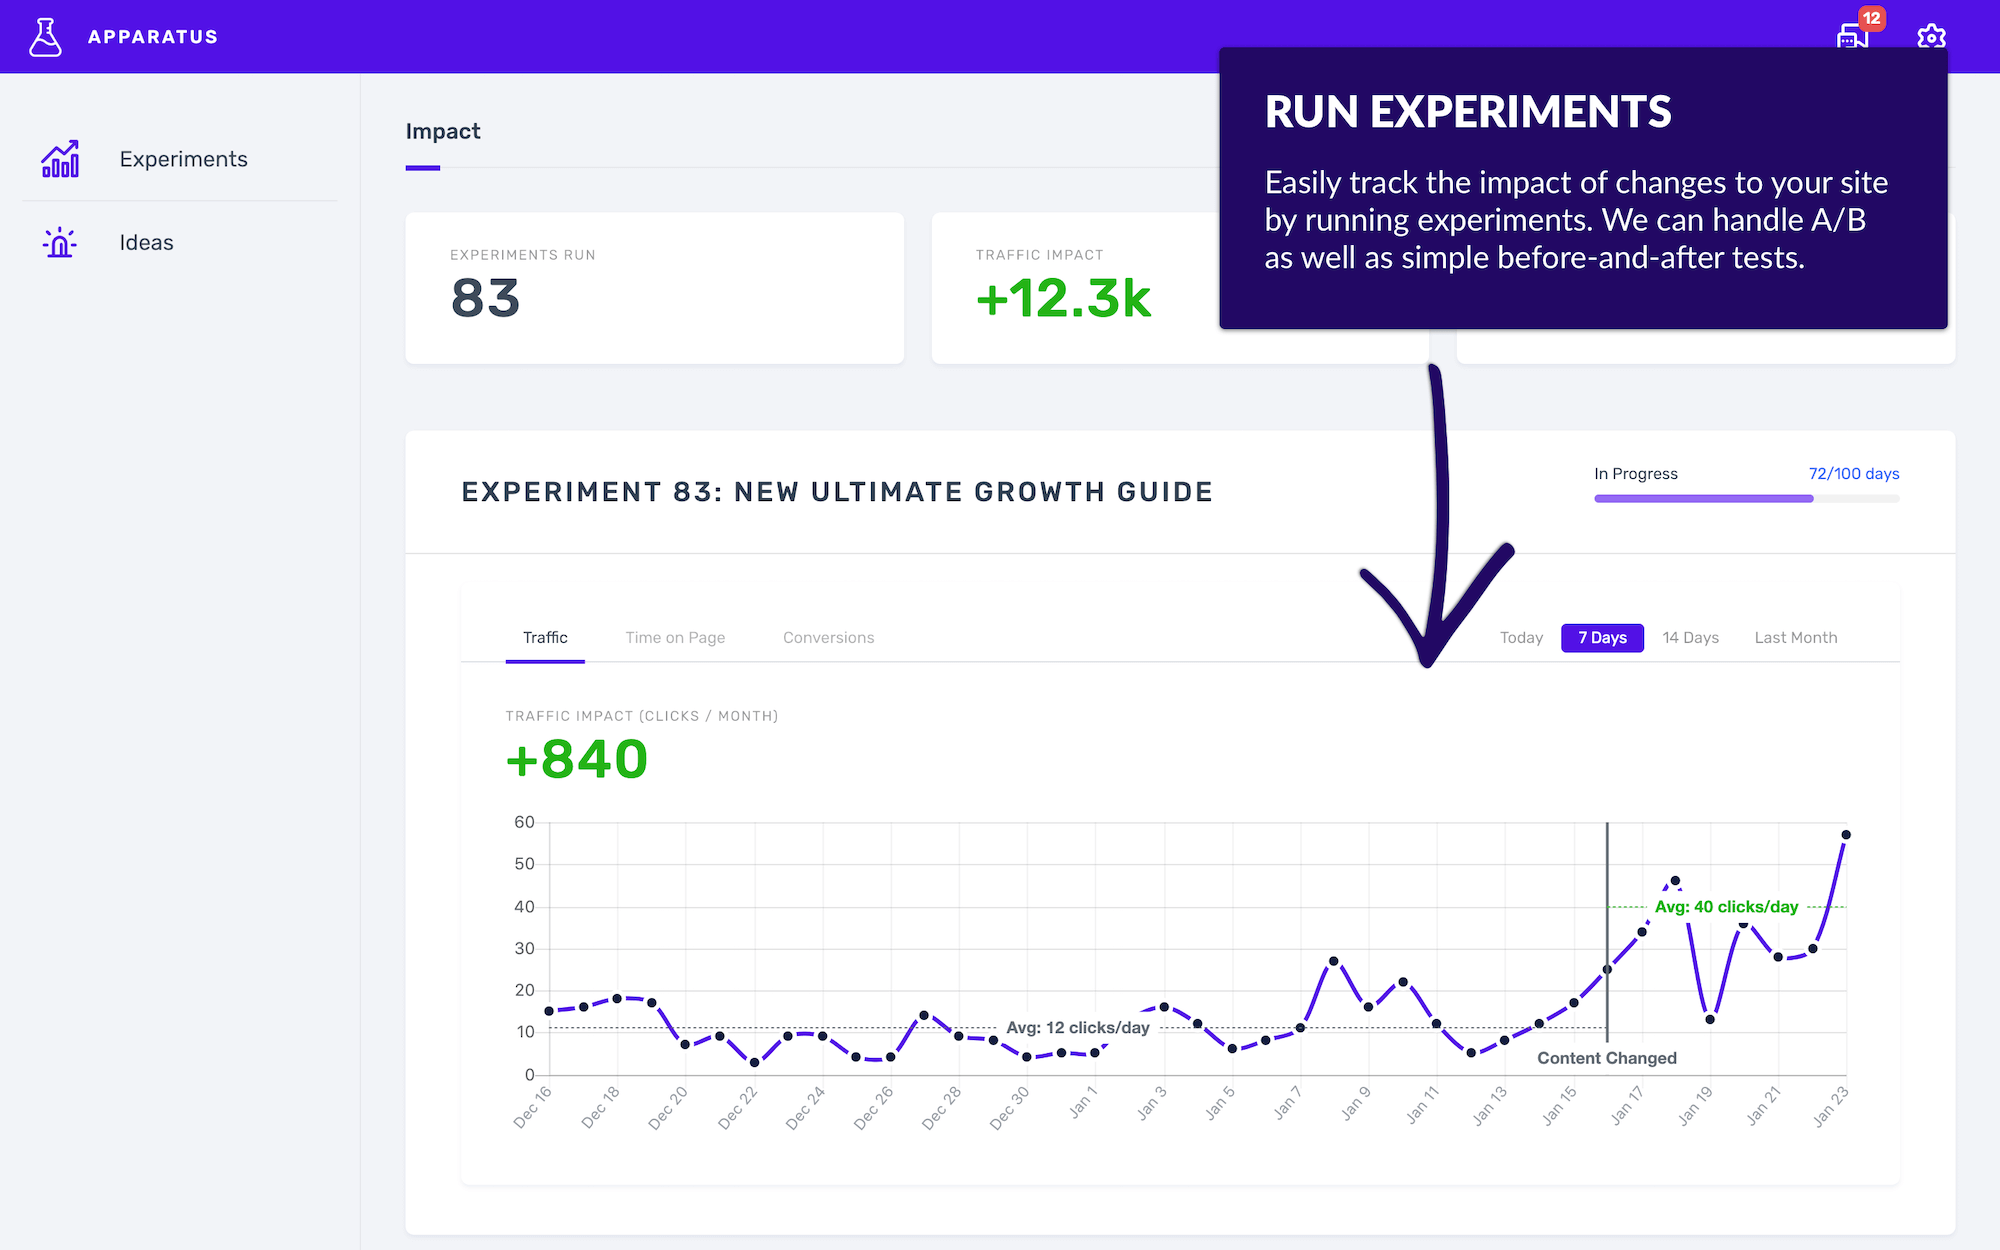 APPARATUS
12
Experiments
Ideas
Impact
RUN EXPERIMENTS
Easily track the impact of changes to your site
by running experiments. We can handle A/B
as well as simple before-and-after tests.
EXPERIMENTS RUN
83
TRAFFIC IMPACT
+12.3k
EXPERIMENT 83: NEW ULTIMATE GROWTH GUIDE
In Progress 72/100 days
Traffic Time on Page Conversions
Today 7 Days 14 Days Last Month
TRAFFIC IMPACT (CLICKS / MONTH)
+840
60
50
40
30
20
10
0
Avg: 40 clicks/day
Avg: 12 clicks/day
Content Changed
Dec 16 Dec 18 Dec 20 Dec 22 Dec 24 Dec 26 Dec 28 Dec 30 Jan 1 Jan 3 Jan 5 Jan 7 Jan 9 Jan 11 Jan 13 Jan 15 Jan 17 Jan 19 Jan 21 Jan 23